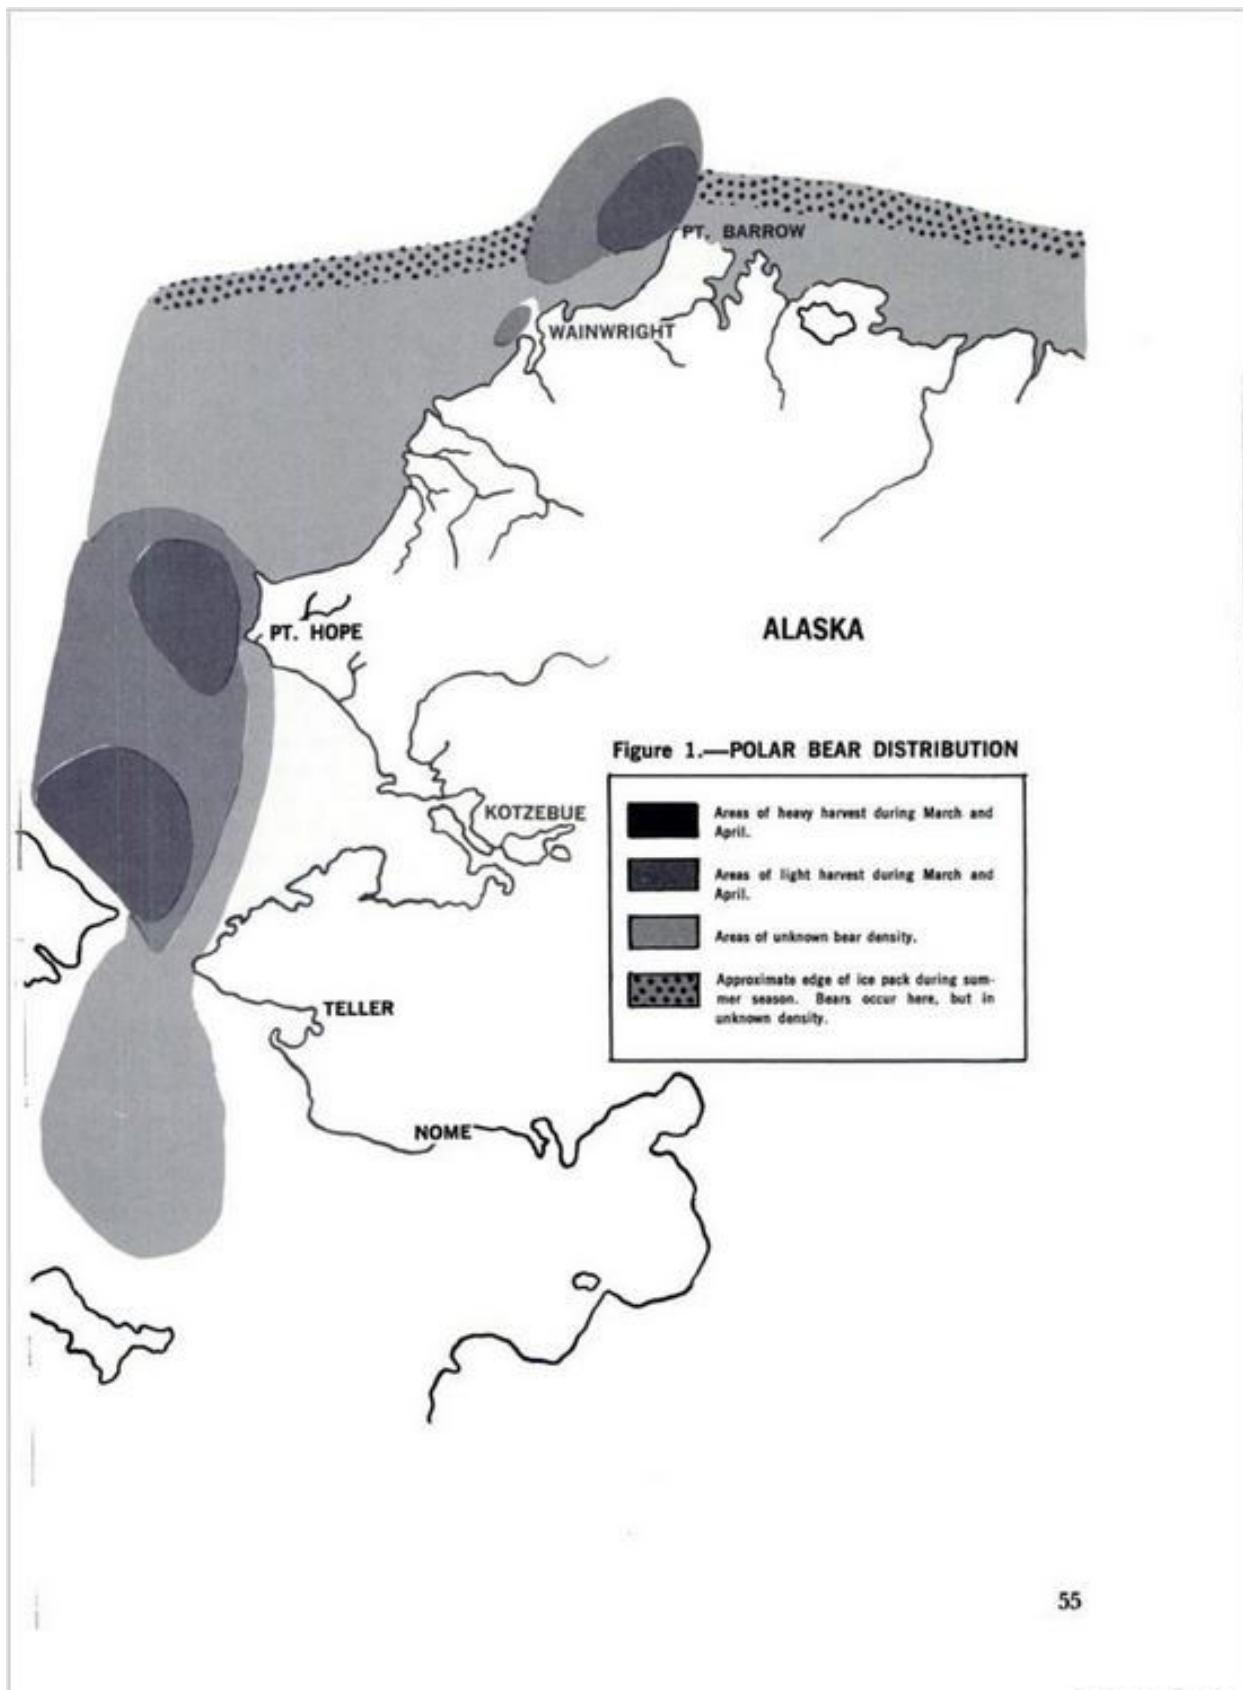 PT. BARROW
WAINWRIGHT
PT. HOPE
ALASKA
Figure 1.—POLAR BEAR DISTRIBUTION
Areas of heavy harvest during March and
April.
Areas of light harvest during March and
April.
Areas of unknown bear density.
Approximate edge of ice pack during sum-
mer season. Bears occur here, but in
unknown density.
KOTZEBUE
TELLER
NOME
55